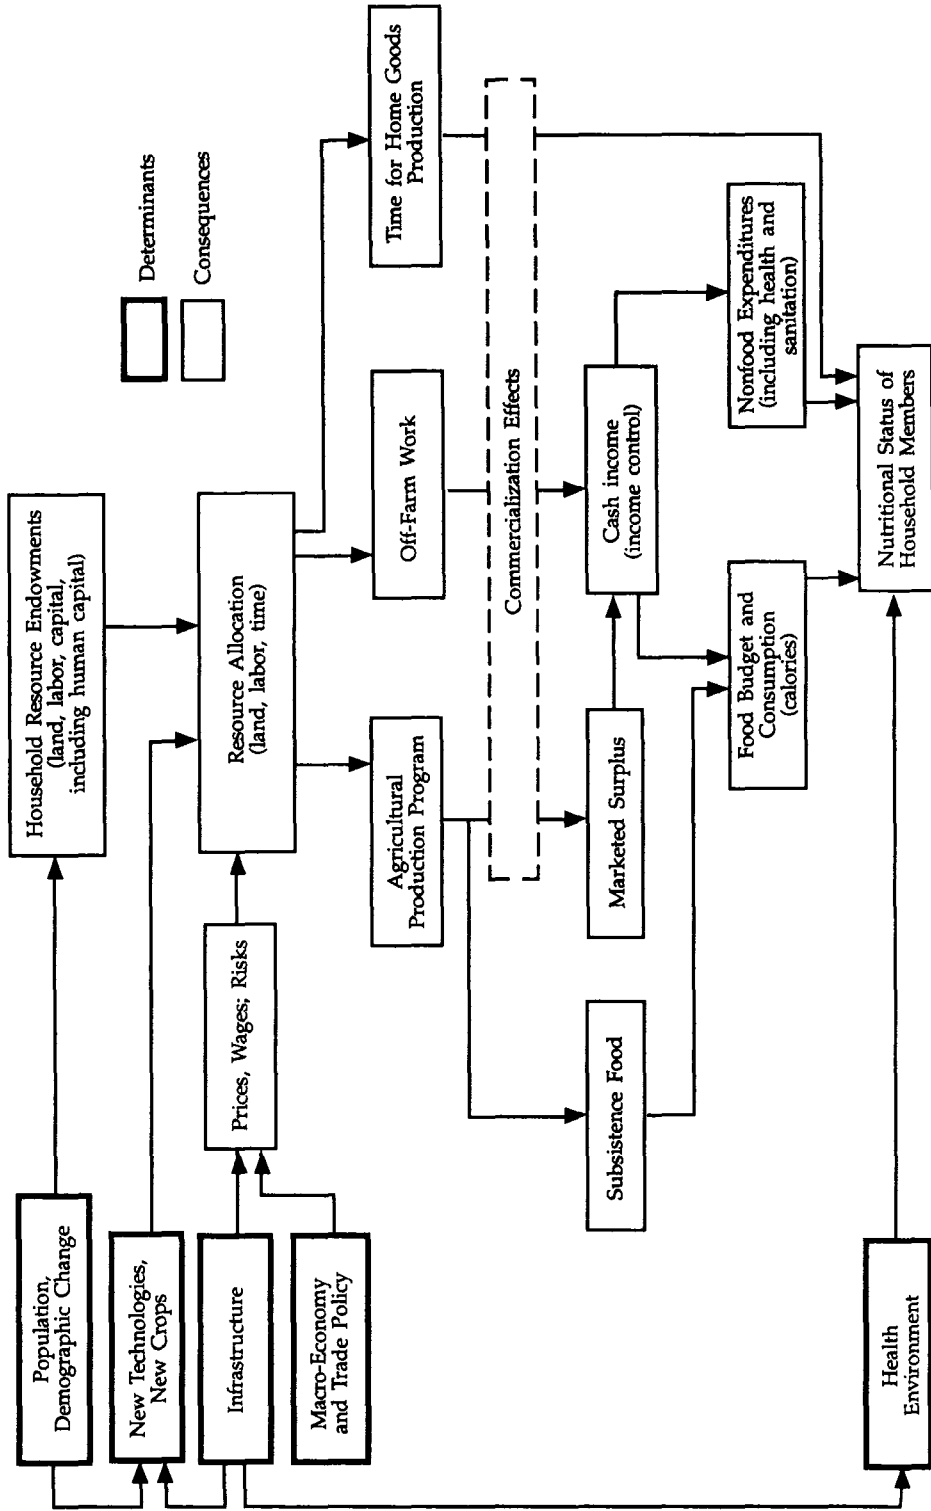 Population,
Demographic Change
New Technologies,
New Crops
Infrastructure
Macro-Economy
and Trade Policy
Health
Environment
Household Resource Endowments
(land, labor, capital,
including human capital)
Prices, Wages; Risks
Resource Allocation
(land, labor, time)
Determinants
Consequences
Agricultural
Production Program
Off-Farm Work
Time for Home Goods
Production
Commercialization Effects
Subsistence Food
Marketed Surplus
Cash income
(income control)
Food Budget and
Consumption
(calories)
Nonfood Expenditures
(including health and
sanitation)
Nutritional Status of
Household Members